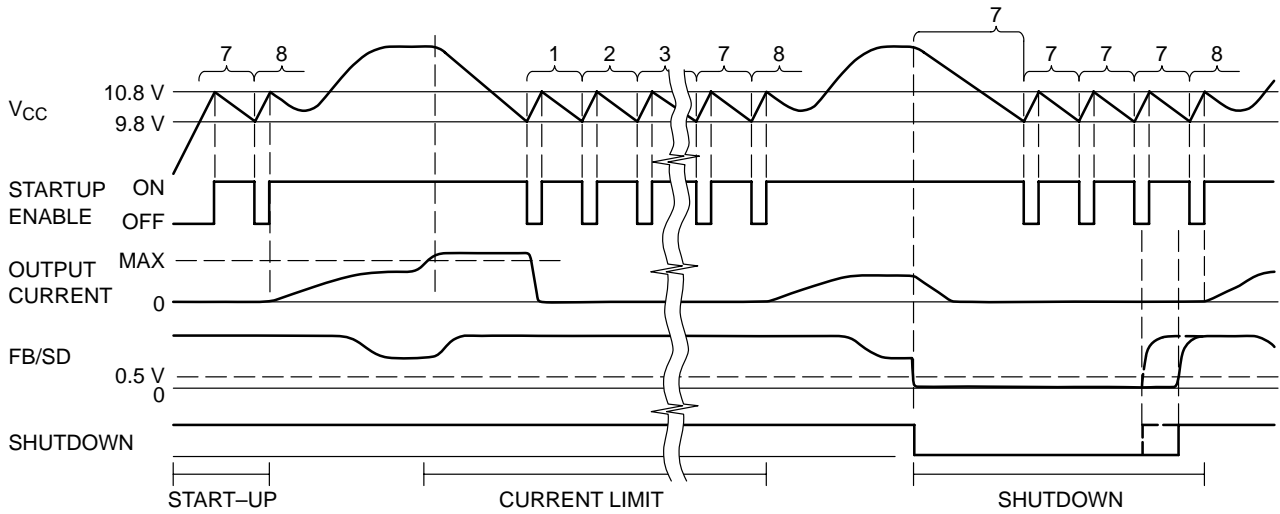 7
7 8 1 2 3 7 8 7 7 7 8
10.8 V
VCC
9.8 V
STARTUP ENABLE
ON
OFF
OUTPUT CURRENT
MAX
0
FB/SD
0.5 V
0
SHUTDOWN
START–UP CURRENT LIMIT SHUTDOWN